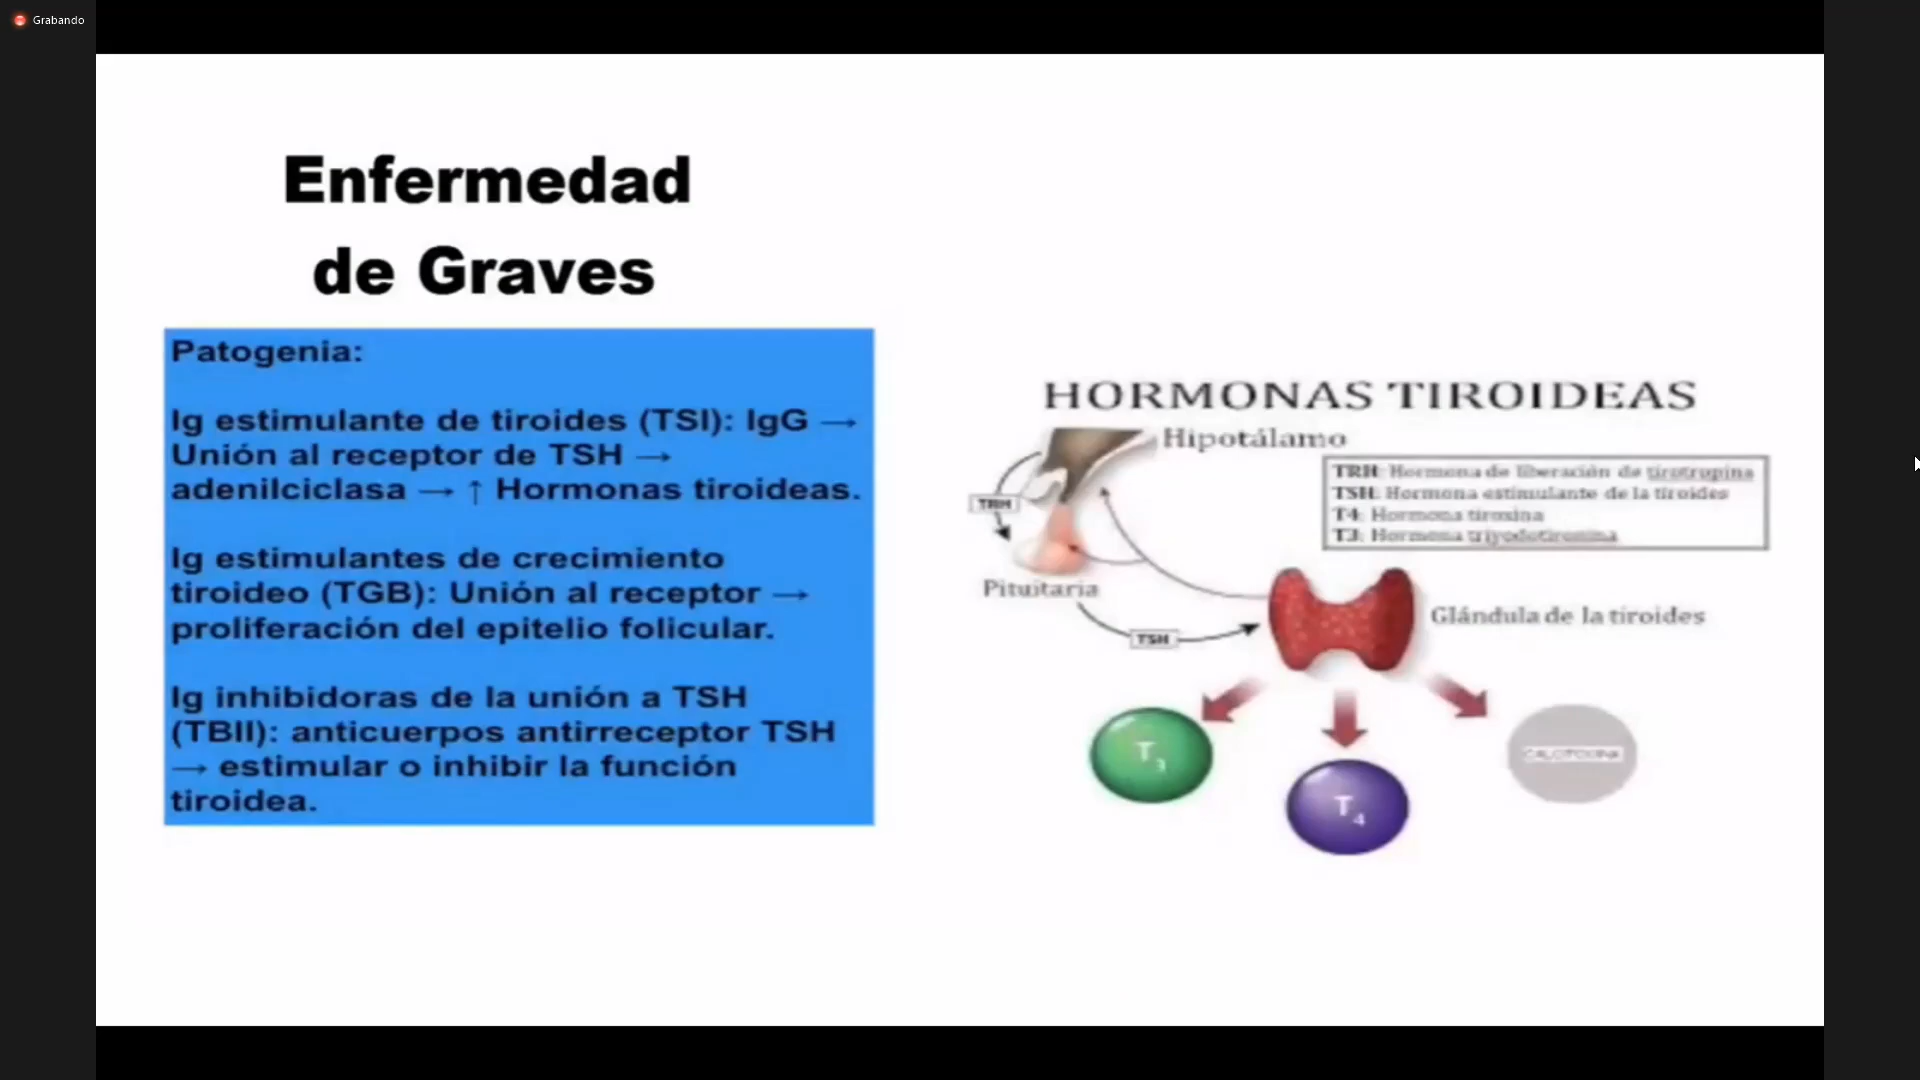 Grabando
Enfermedad
de Graves
Patogenia:
Ig estimulante de tiroides (TSI): IgG →
Unión al receptor de TSH →
adenilciclasa → ↑ Hormonas tiroideas.
Ig estimulantes de crecimiento
tiroideo (TGB): Unión al receptor →
proliferación del epitelio folicular.
Ig inhibidoras de la unión a TSH
(TBII): anticuerpos antirreceptor TSH
→ estimular o inhibir la función
tiroidea.
HORMONAS TIROIDEAS
Hipotálamo
TRH: Hormona de liberación de tirotropina
TSH: Hormona estimulante de la tiroides
T4: Hormona tiroxina
T3: Hormona triyodotironina
TRH
Pituitaria
TSH
Glándula de la tiroides
T3
T4